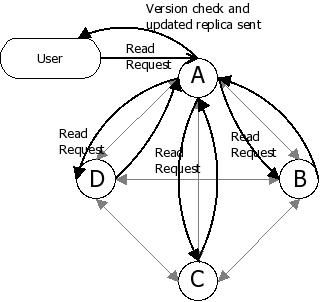 Version check and
updated replica sent
User
Read
Request
A
Read
Request
Read
Request
Read
Request
D
B
C